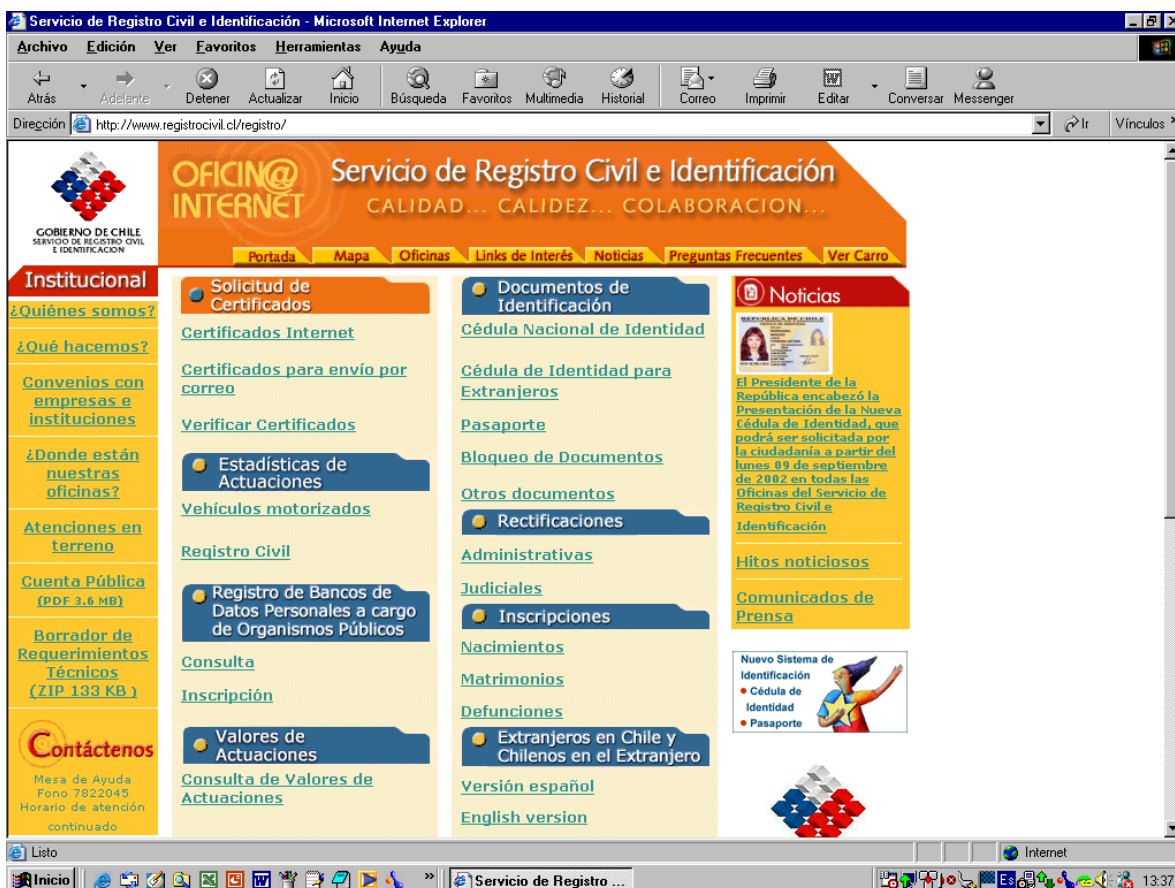 Servicio de Registro Civil e Identificación - Microsoft Internet Explorer
Archivo Edición Ver Favoritos Herramientas Ayuda
Atrás Adelante Detener Actualizar Inicio Búsqueda Favoritos Multimedia Historial Correo Imprimir Editar Conversar Messenger
Dirección http://www.registrocivil.cl/registro/ Ir Vínculos
GOBIERNO DE CHILE
SERVICIO DE REGISTRO CIVIL
E IDENTIFICACION
OFICIN@
INTERNET
Servicio de Registro Civil e Identificación
CALIDAD... CALIDEZ... COLABORACION...
Portada Mapa Oficinas Links de Interés Noticias Preguntas Frecuentes Ver Carro
Institucional
¿Quiénes somos?
¿Qué hacemos?
Convenios con
empresas e
instituciones
¿Donde están
nuestras
oficinas?
Atenciones en
terreno
Cuenta Pública
(PDF 3.6 MB)
Borrador de
Requerimientos
Técnicos
(ZIP 133 KB )
Contáctenos
Mesa de Ayuda
Fono 7822045
Horario de atención
continuado
Solicitud de
Certificados
Certificados Internet
Certificados para envío por
correo
Verificar Certificados
Estadísticas de
Actuaciones
Vehículos motorizados
Registro Civil
Registro de Bancos de
Datos Personales a cargo
de Organismos Públicos
Consulta
Inscripción
Valores de
Actuaciones
Consulta de Valores de
Actuaciones
Documentos de
Identificación
Cédula Nacional de Identidad
Cédula de Identidad para
Extranjeros
Pasaporte
Bloqueo de Documentos
Otros documentos
Rectificaciones
Administrativas
Judiciales
Inscripciones
Nacimientos
Matrimonios
Defunciones
Extranjeros en Chile y
Chilenos en el Extranjero
Versión español
English version
Noticias
REPUBLICA DE CHILE
El Presidente de la
República encabezó la
Presentación de la Nueva
Cédula de Identidad, que
podrá ser solicitada por
la ciudadanía a partir del
lunes 09 de septiembre
de 2002 en todas las
Oficinas del Servicio de
Registro Civil e
Identificación
Hitos noticiosos
Comunicados de
Prensa
Nuevo Sistema de
Identificación
• Cédula de
Identidad
• Pasaporte
Listo Internet
Inicio » Servicio de Registro ... Es 13:37